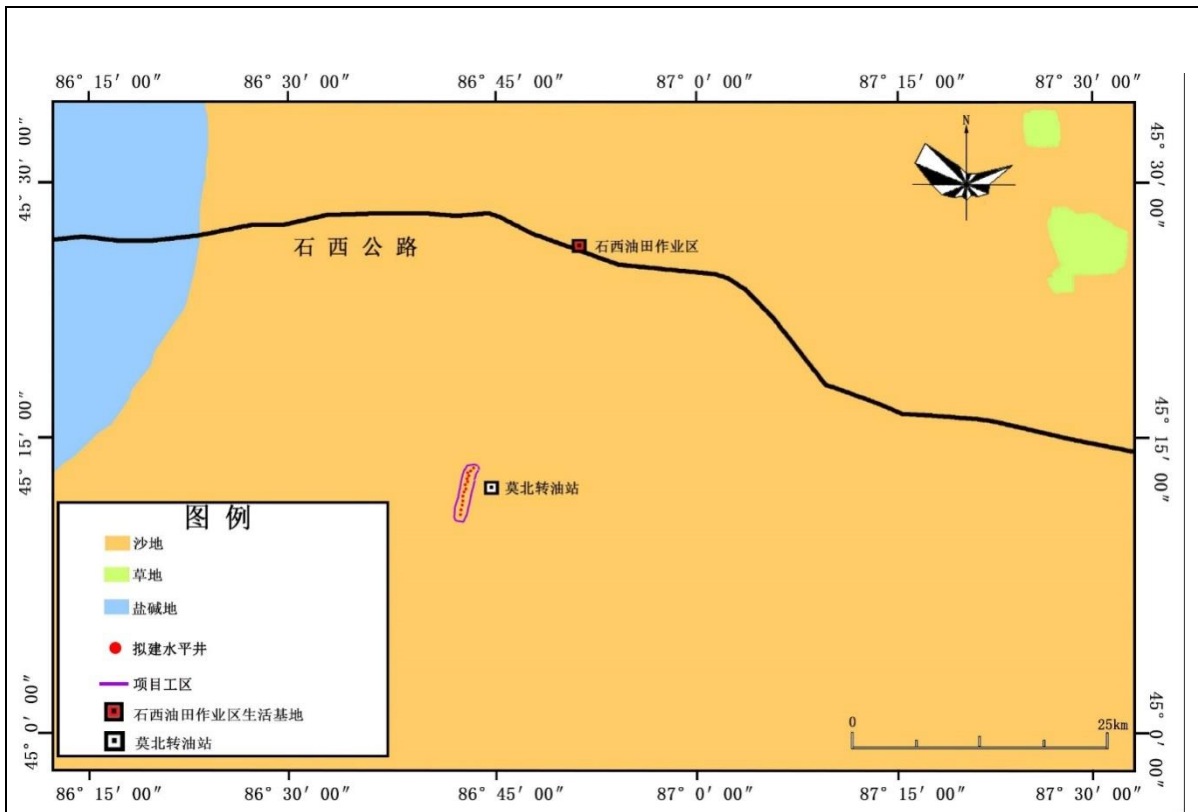 86° 15′ 00″
86° 30′ 00″
86° 45′ 00″
87° 0′ 00″
87° 15′ 00″
87° 30′ 00″
45° 30′ 00″
N
45° 30′ 00″
石西公路
石西油田作业区
45° 15′ 00″
45° 15′ 00″
莫北转油站
图例
沙地
草地
盐碱地
拟建水平井
项目工区
石西油田作业区生活基地
莫北转油站
45° 0′ 00″
0
25km
45° 0′ 00″
86° 15′ 00″
86° 30′ 00″
86° 45′ 00″
87° 0′ 00″
87° 15′ 00″
87° 30′ 00″